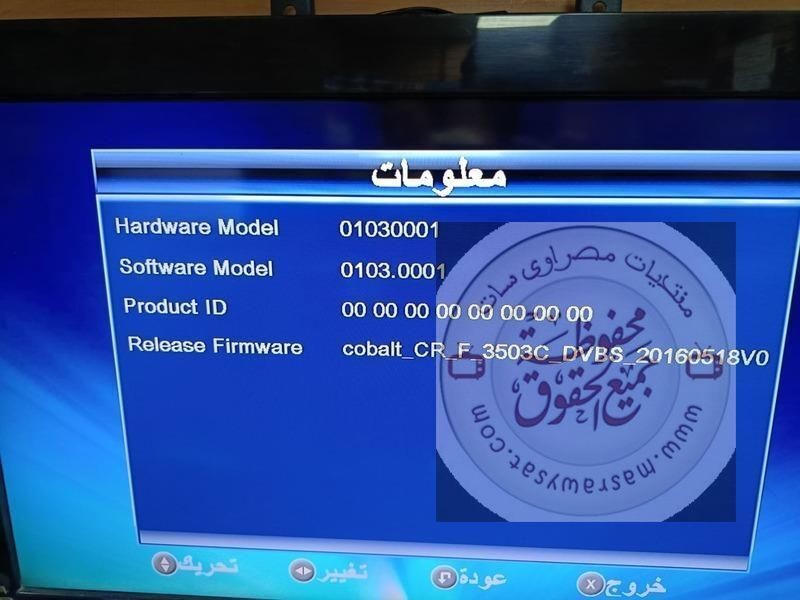 معلومات
Hardware Model 01030001
Software Model 0103.0001
Product ID 00 00 00 00 00 00 00 00
Release Firmware cobalt_CR_F_3503C_DVBS_20160518V0
منتديات مصراوى سات
محفوظة
جميع الحقوق
www.masrawysat.com
تحريك تغيير عودة خروج